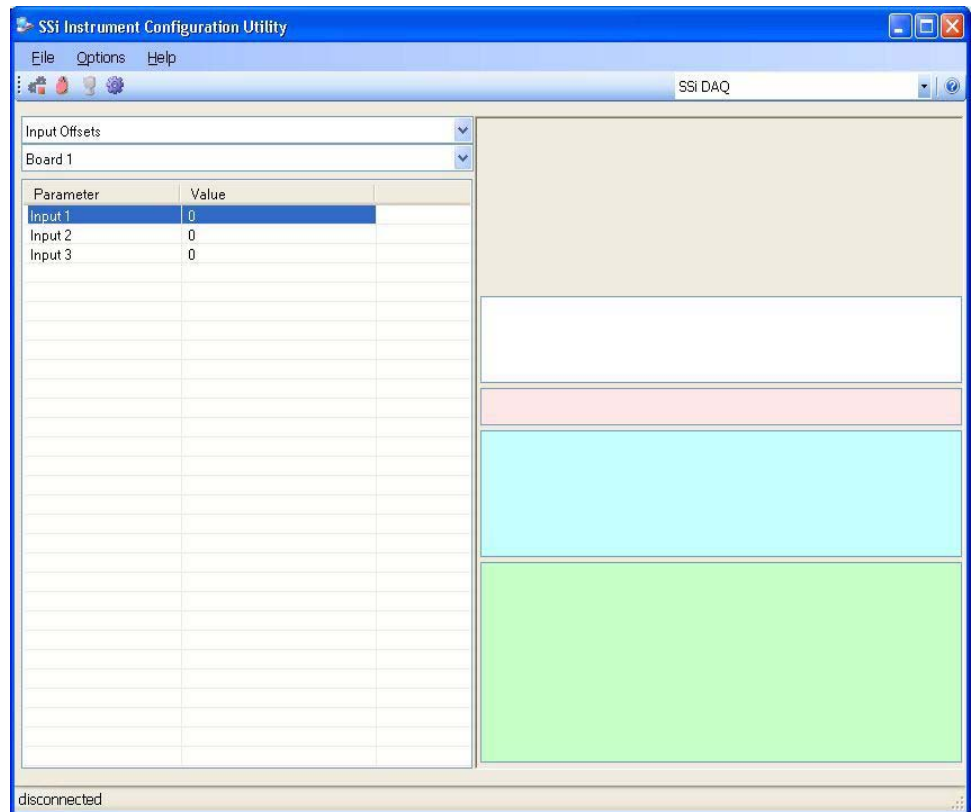 SSi Instrument Configuration Utility
File Options Help
SSi DAQ
Input Offsets
Board 1
Parameter Value
Input 1 0
Input 2 0
Input 3 0
disconnected